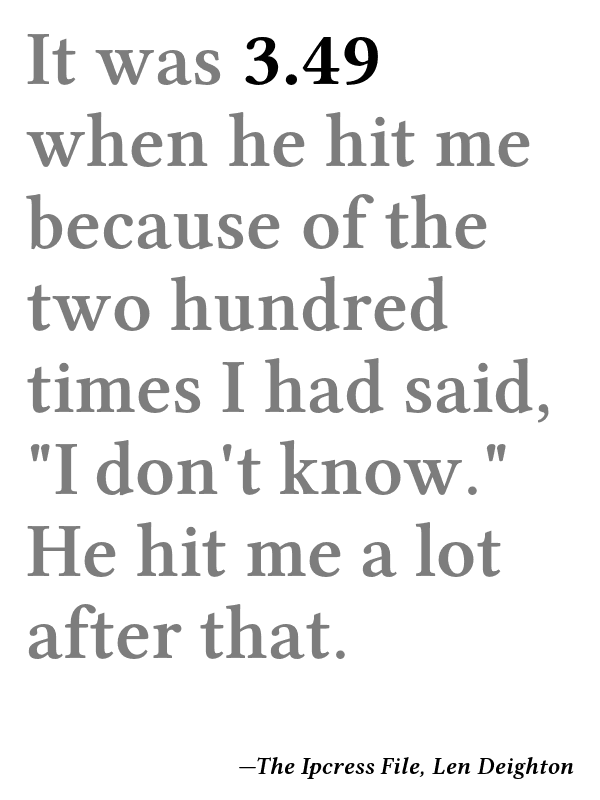 It was 3.49
when he hit me
because of the
two hundred
times I had said,
"I don't know."
He hit me a lot
after that.
—The Ipcress File, Len Deighton